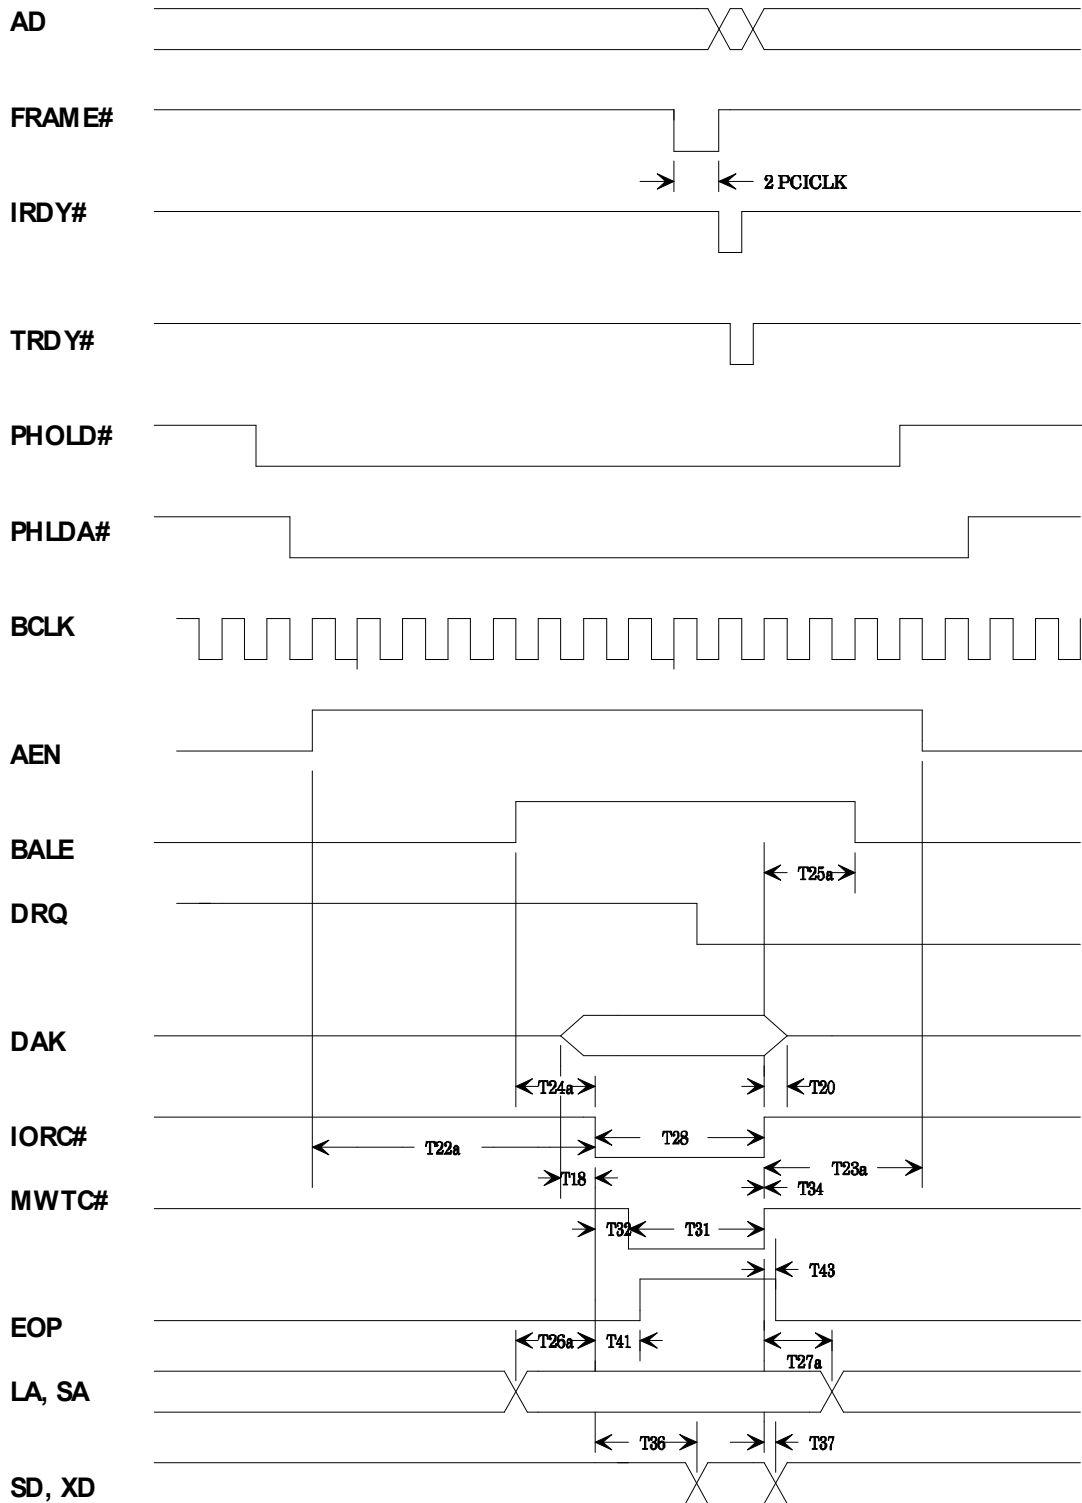 AD
FRAME#
2 PCICLK
IRDY#
TRDY#
PHOLD#
PHLDA#
BCLK
AEN
BALE
T25a
DRQ
DAK
T24a
T20
IORC#
T28
T22a
T23a
T18
T34
MWTC#
T32
T31
T43
EOP
T26a
T41
T27a
LA, SA
T36
T37
SD, XD